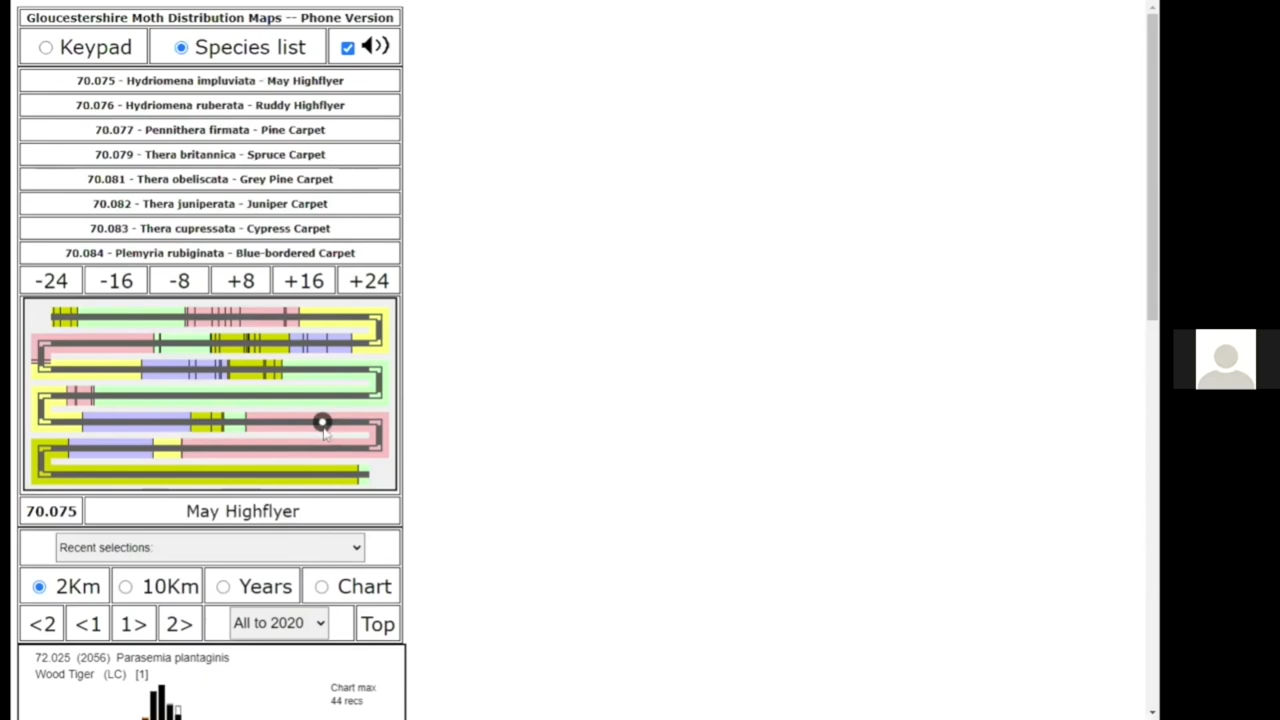 Gloucestershire Moth Distribution Maps -- Phone Version
Keypad Species list
70.075 - Hydriomena impluviata - May Highflyer
70.076 - Hydriomena ruberata - Ruddy Highflyer
70.077 - Pennithera firmata - Pine Carpet
70.079 - Thera britannica - Spruce Carpet
70.081 - Thera obeliscata - Grey Pine Carpet
70.082 - Thera juniperata - Juniper Carpet
70.083 - Thera cupressata - Cypress Carpet
70.084 - Plemyria rubiginata - Blue-bordered Carpet
-24 -16 -8 +8 +16 +24
70.075 May Highflyer
Recent selections:
2Km 10Km Years Chart
<2 <1 1> 2> All to 2020 Top
72.025 (2056) Parasemia plantaginis
Wood Tiger (LC) [1]
Chart max
44 recs